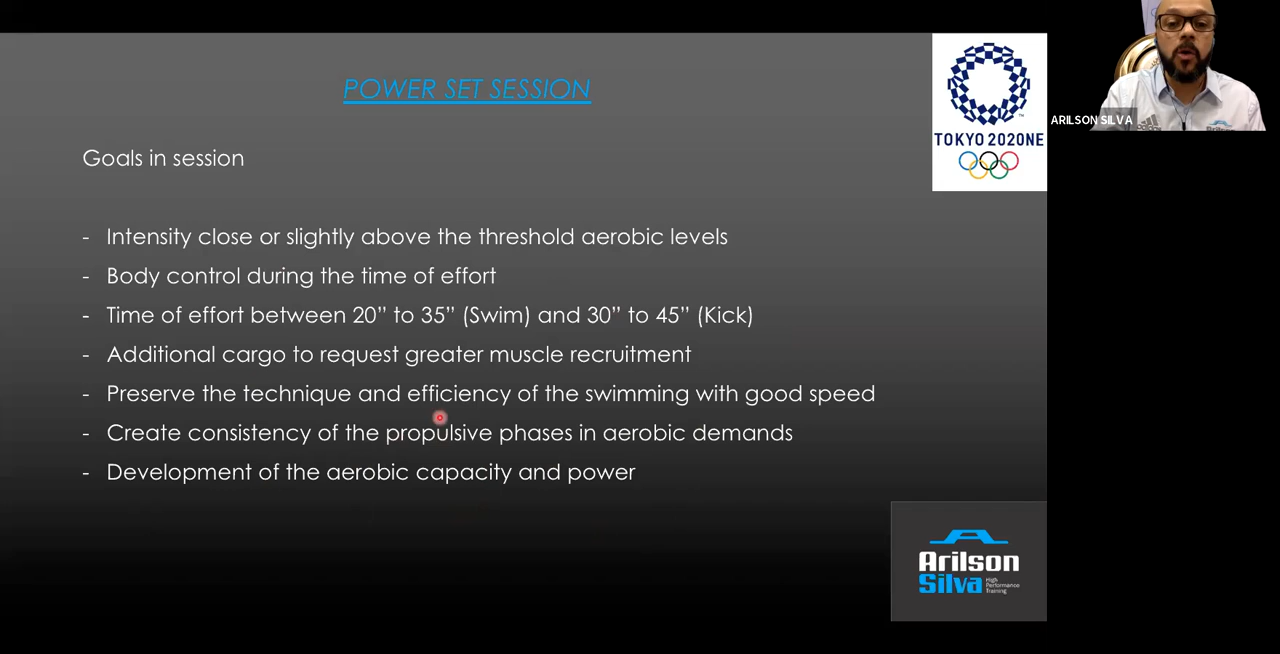 POWER SET SESSION
TOKYO 2020NE
ARILSON SILVA
Goals in session
- Intensity close or slightly above the threshold aerobic levels
- Body control during the time of effort
- Time of effort between 20” to 35” (Swim) and 30” to 45” (Kick)
- Additional cargo to request greater muscle recruitment
- Preserve the technique and efficiency of the swimming with good speed
- Create consistency of the propulsive phases in aerobic demands
- Development of the aerobic capacity and power
Arilson
Silva
High
Performance
Training